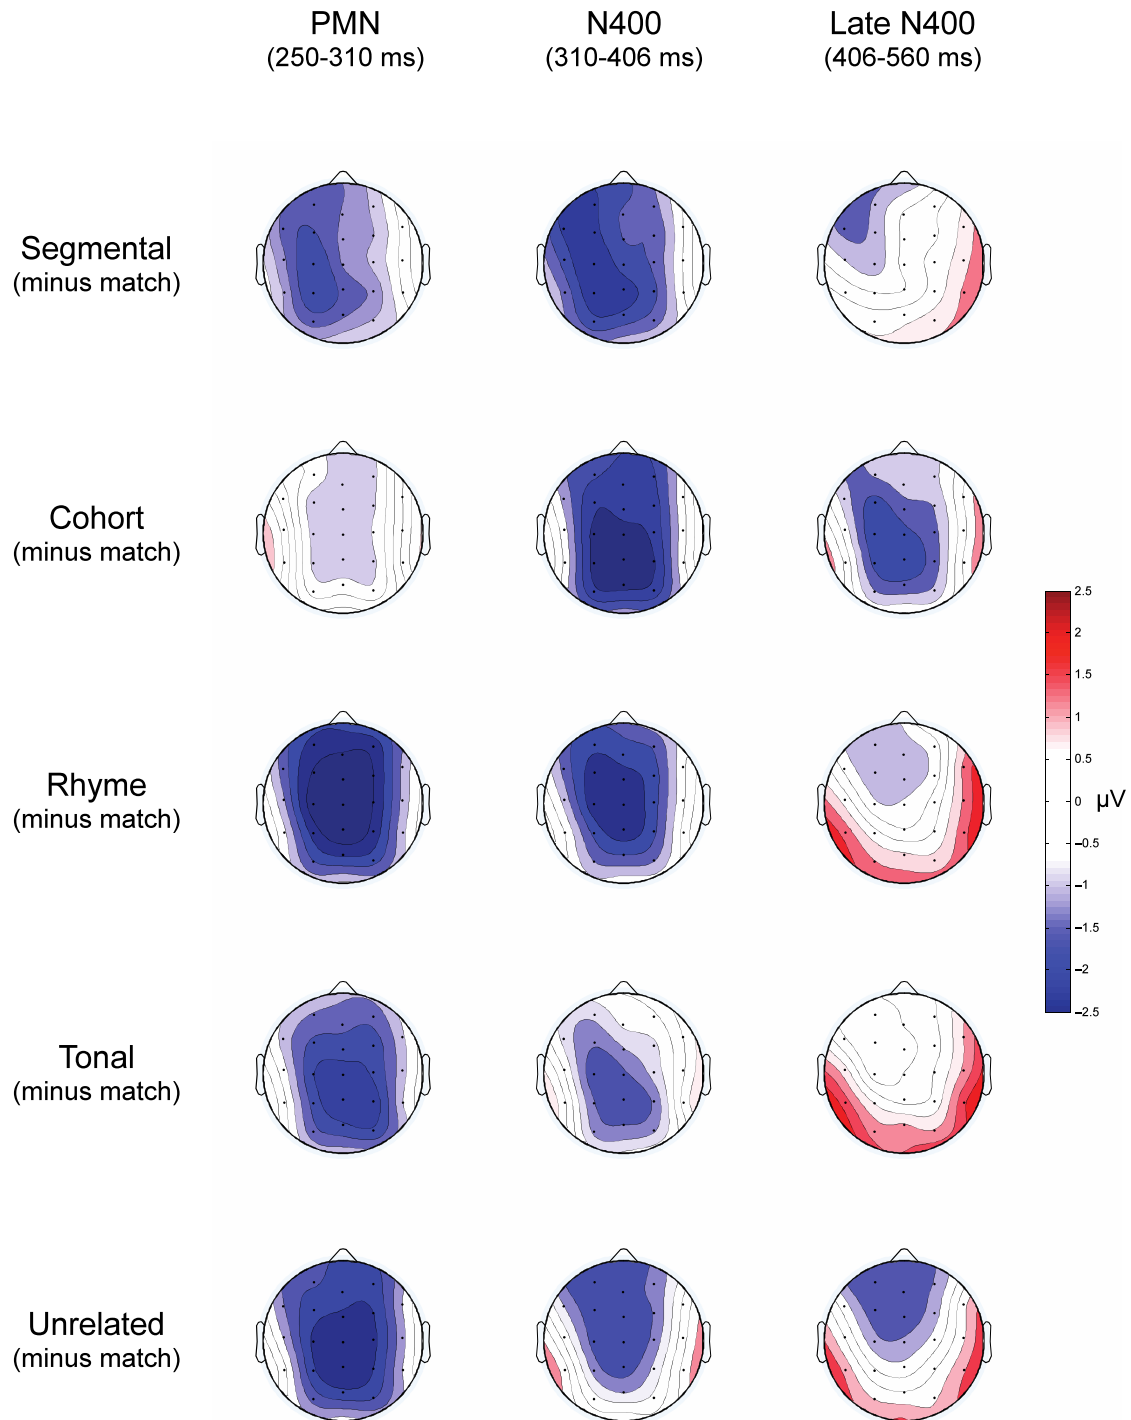 PMN
(250-310 ms)
N400
(310-406 ms)
Late N400
(406-560 ms)
Segmental
(minus match)
Cohort
(minus match)
Rhyme
(minus match)
Tonal
(minus match)
Unrelated
(minus match)
2.5
2
1.5
1
0.5
0
−0.5
−1
−1.5
−2
−2.5
µV